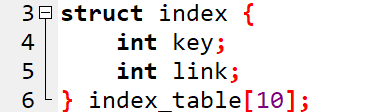 3 struct index {
4     int key;
5     int link;
6 } index_table[10];